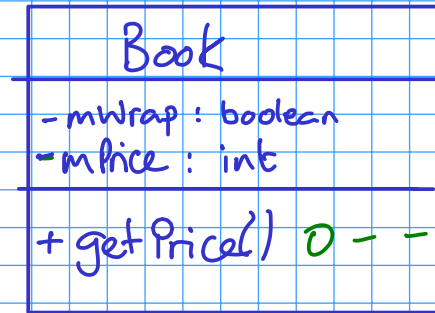 Book
- mWrap : boolean
- mPrice : int
+ getPrice() O - -